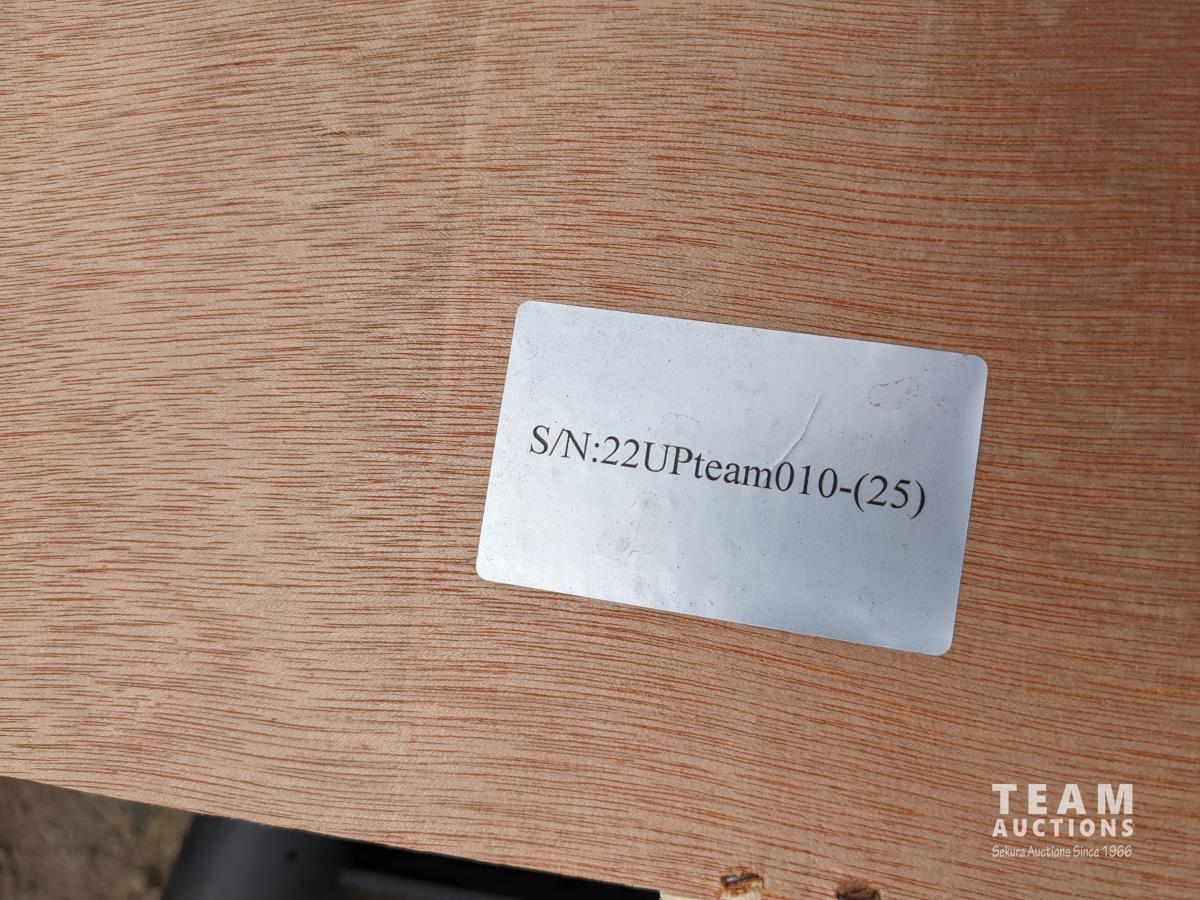 S/N:22UPteam010-(25)
TEAM
AUCTIONS
Sekura Auctions Since 1966